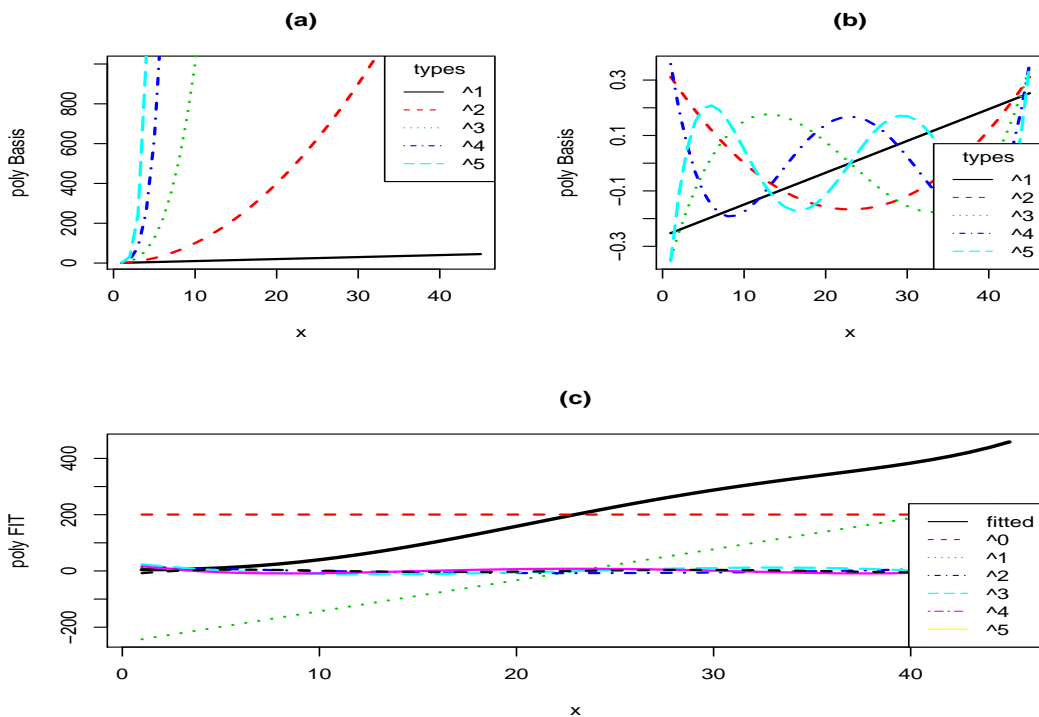 (a)
poly Basis
0 200 400 600 800
0 10 20 30 40
x
types
^1
^2
^3
^4
^5
(b)
poly Basis
-0.3 -0.1 0.1 0.3
0 10 20 30 40
x
types
^1
^2
^3
^4
^5
(c)
poly FIT
-200 0 200 400
0 10 20 30 40
x
fitted
^0
^1
^2
^3
^4
^5